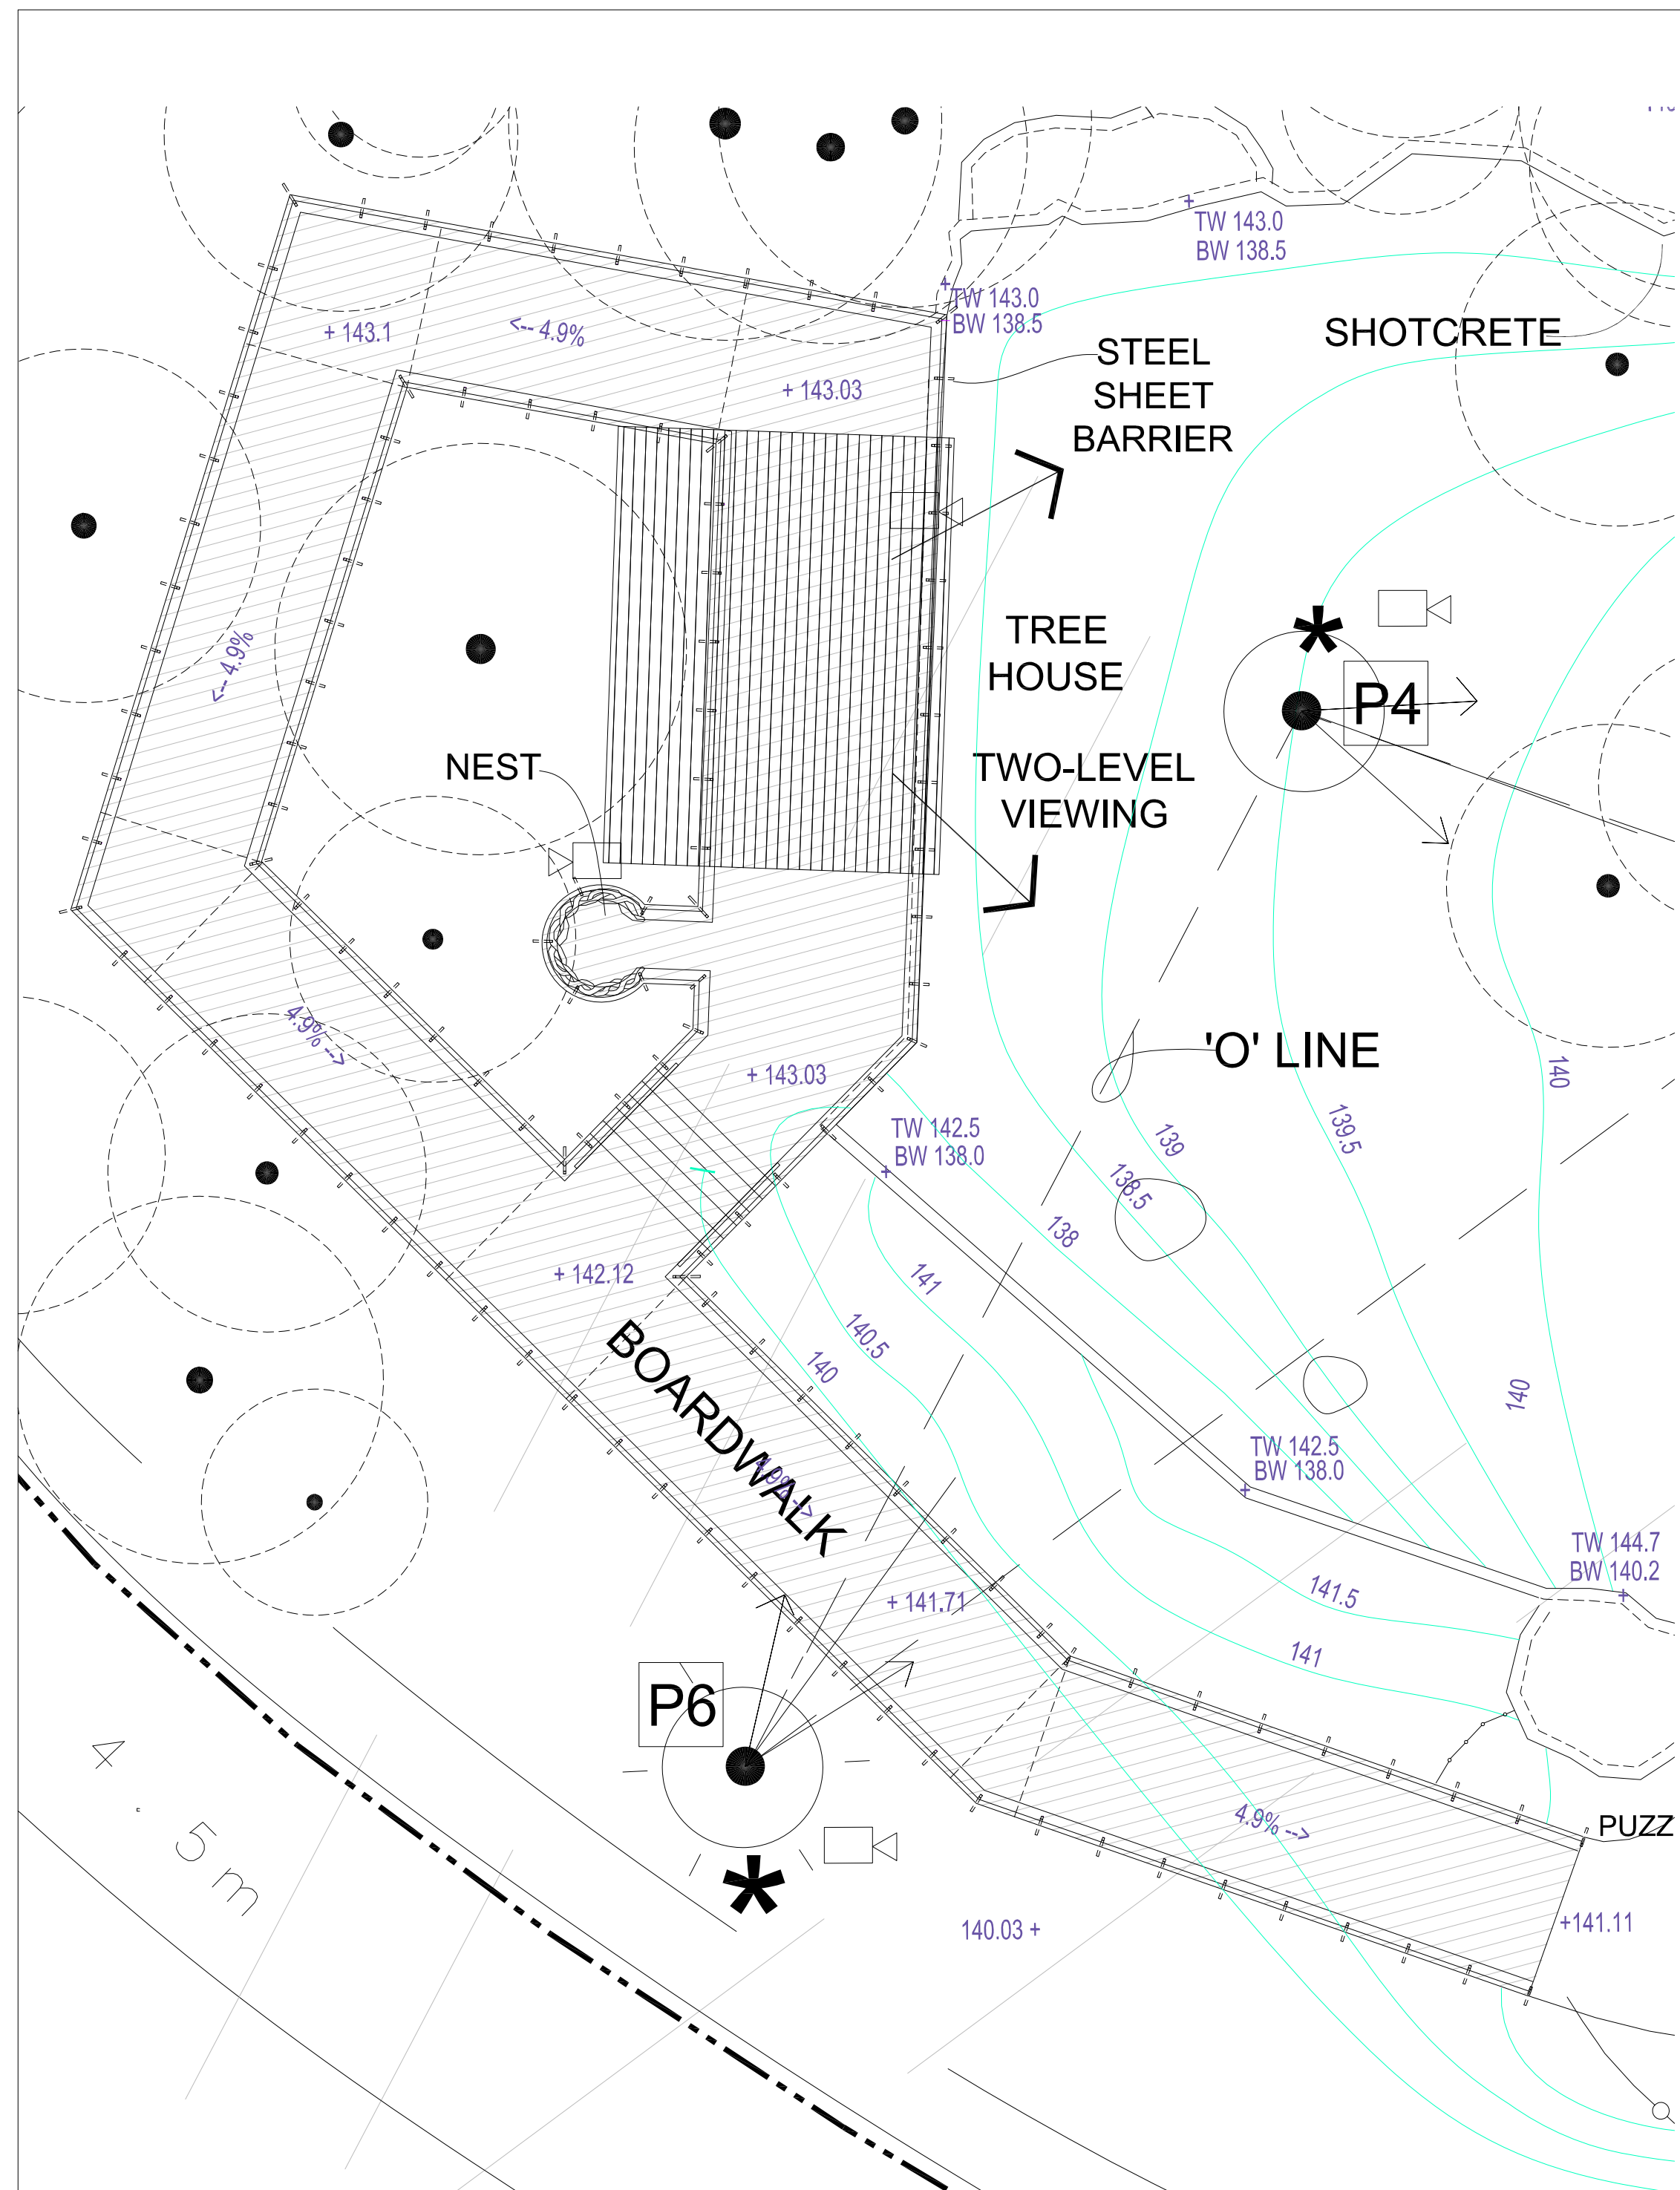 TW 143.0
BW 138.5
TW 143.0
BW 138.5
SHOTCRETE
+ 143.1
<-- 4.9%
STEEL
SHEET
BARRIER
+ 143.03
<-- 4.9%
TREE
HOUSE
P4
NEST
TWO-LEVEL
VIEWING
4.9% -->
'O' LINE
+ 143.03
140
TW 142.5
BW 138.0
139
139.5
138.5
138
+ 142.12
141
140.5
140
140
BOARDWALK
4.9% -->
TW 142.5
BW 138.0
TW 144.7
BW 140.2
+ 141.71
141.5
141
P6
4.5m
4.9% -->
PUZZ
140.03 +
+141.11